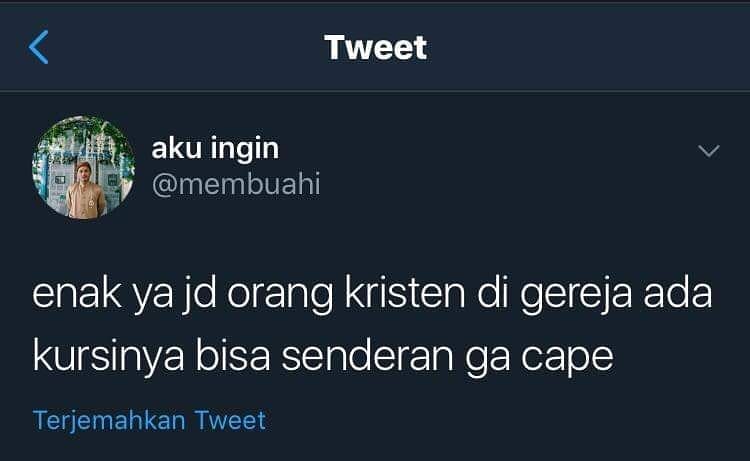 Tweet
aku ingin
@membuahi
enak ya jd orang kristen di gereja ada
kursinya bisa senderan ga cape
Terjemahkan Tweet